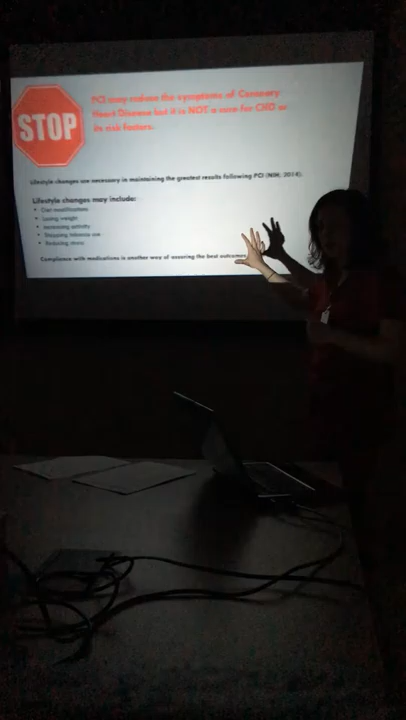 STOP
PCI may relieve the symptoms of Coronary
Heart Disease but it is NOT a cure for CHD or
its risk factors.
Lifestyle changes are necessary in maintaining the greatest results following PCI (NIH, 2014).
Lifestyle changes may include:
• Diet modifications
• Losing weight
• Increasing activity
• Stopping tobacco use
• Reducing stress
Compliance with medications is another way of assuring the best outcomes